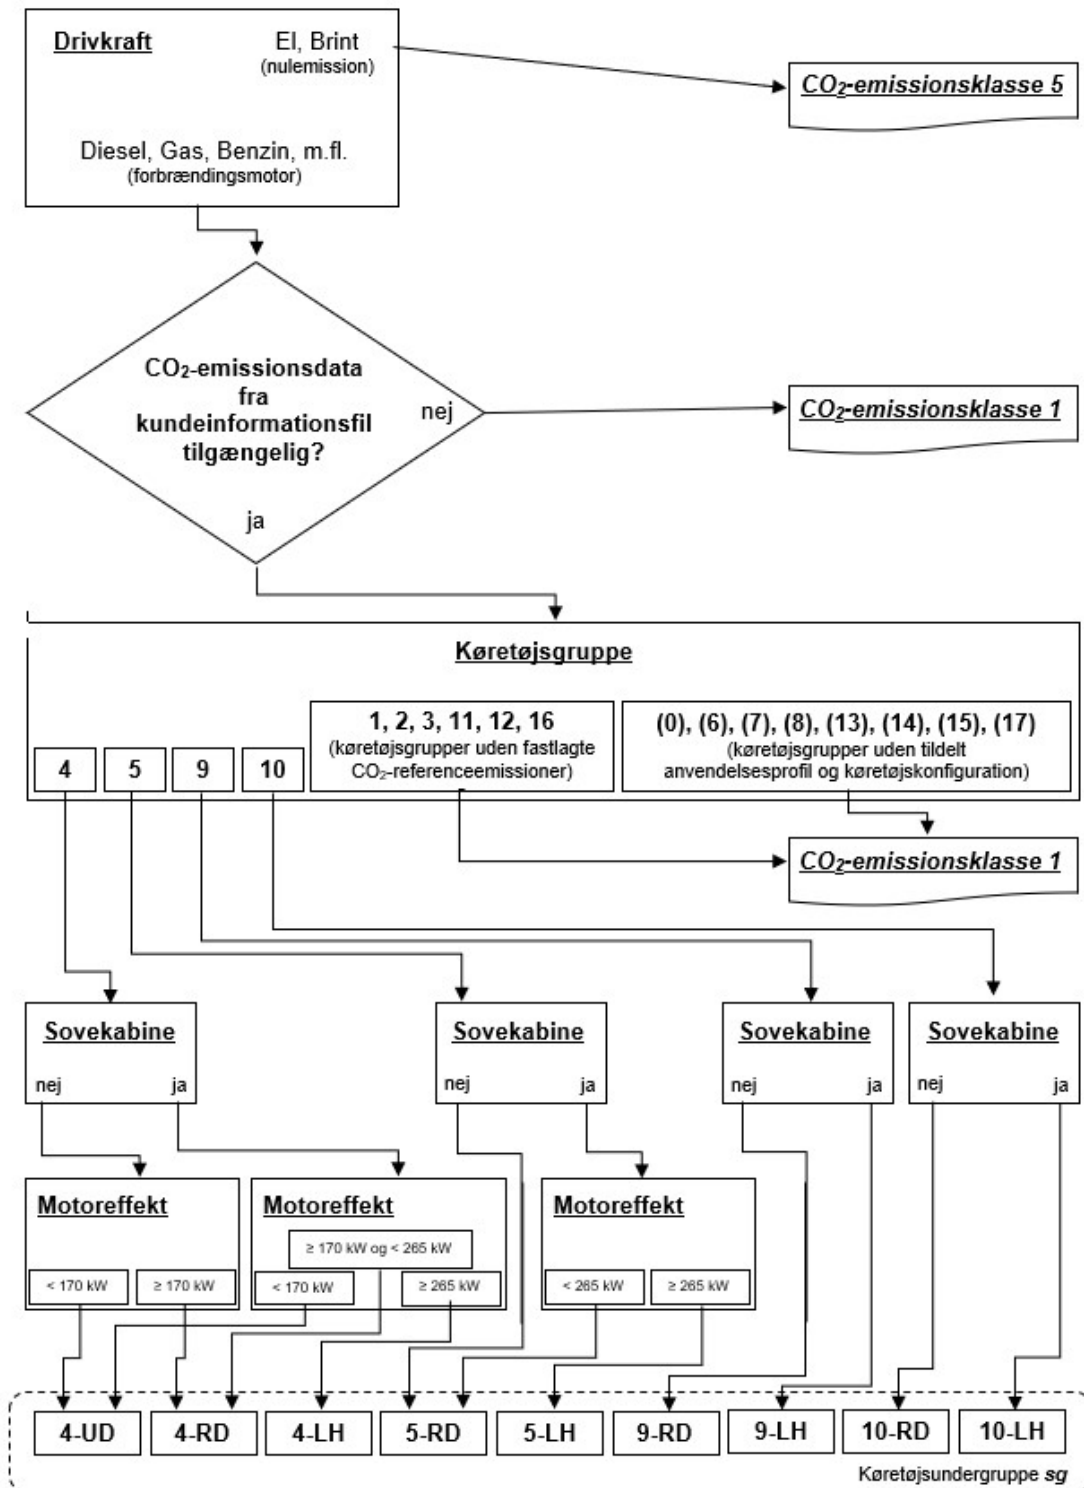 Drivkraft
El, Brint
(nulemission)
CO₂-emissionsklasse 5
Diesel, Gas, Benzin, m.fl.
(forbrændingsmotor)
CO₂-emissionsdata
fra
kundeinformationsfil
tilgængelig?
nej
ja
CO₂-emissionsklasse 1
Køretøjsgruppe
4
5
9
10
1, 2, 3, 11, 12, 16
(køretøjsgrupper uden fastlagte
CO₂-referenceemissioner)
(0), (6), (7), (8), (13), (14), (15), (17)
(køretøjsgrupper uden tildelt
anvendelsesprofil og køretøjskonfiguration)
CO₂-emissionsklasse 1
Sovekabine
nej ja
Sovekabine
nej ja
Sovekabine
nej ja
Sovekabine
nej ja
Motoreffekt
< 170 kW
≥ 170 kW
Motoreffekt
≥ 170 kW og < 265 kW
< 170 kW
≥ 265 kW
Motoreffekt
< 265 kW
≥ 265 kW
4-UD
4-RD
4-LH
5-RD
5-LH
9-RD
9-LH
10-RD
10-LH
Køretøjsundergruppe sg